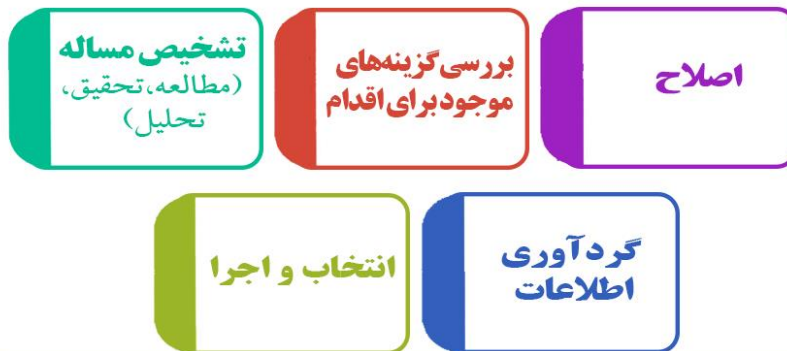 اصلاح
بررسی گزینه‌های
موجود برای اقدام
تشخیص مساله
(مطالعه، تحقیق،
تحلیل)
گردآوری
اطلاعات
انتخاب و اجرا